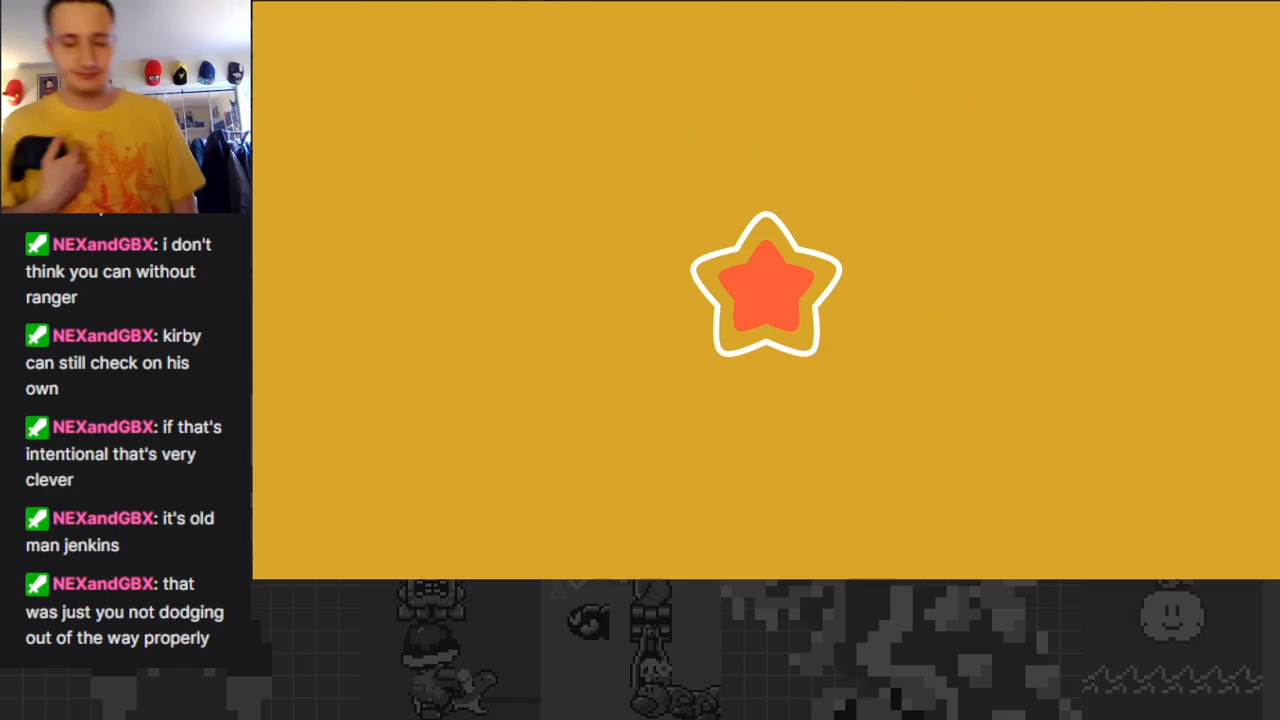 NEXandGBX: i don't
think you can without
ranger
NEXandGBX: kirby
can still check on his
own
NEXandGBX: if that's
intentional that's very
clever
NEXandGBX: it's old
man jenkins
NEXandGBX: that
was just you not dodging
out of the way properly